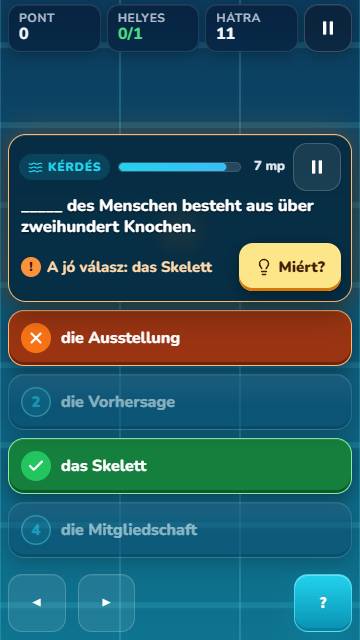 PONT
0
HELYES
0/1
HÁTRA
11
KÉRDÉS
7 mp
_____ des Menschen besteht aus über
zweihundert Knochen.
! A jó válasz: das Skelett
Miért?
die Ausstellung
2 die Vorhersage
das Skelett
4 die Mitgliedschaft
?